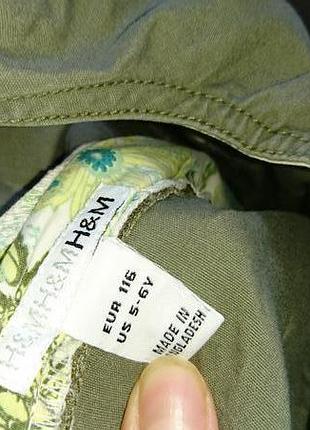 H&M H&M H&M
EUR 116
US 5-6Y
MADE IN
BANGLADESH